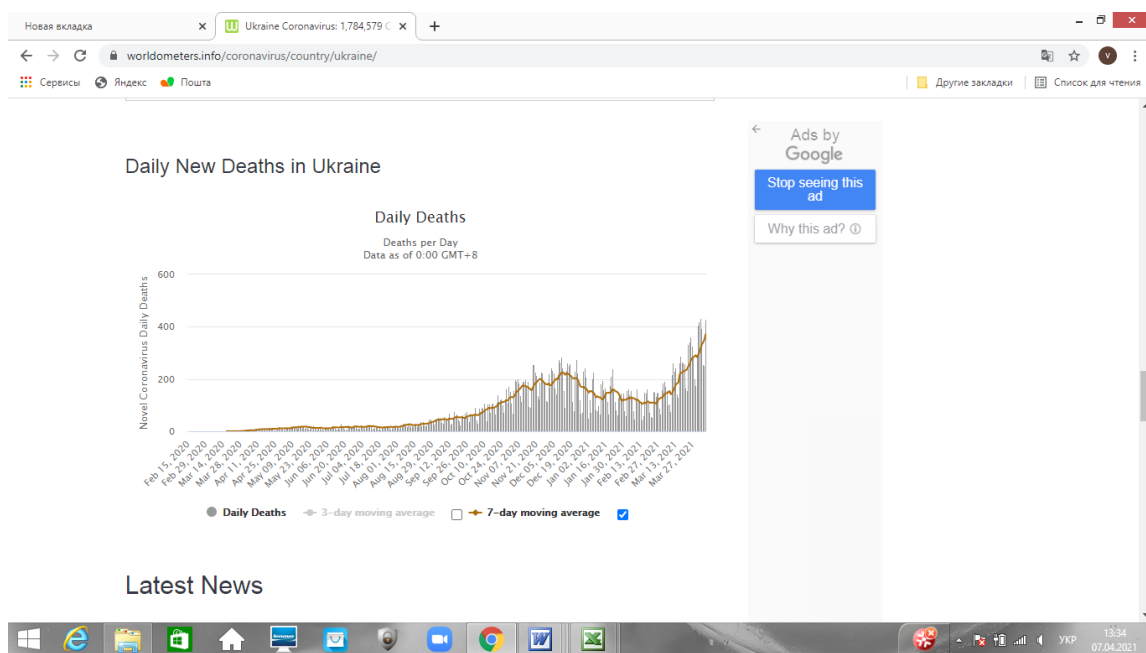 Новая вкладка
Ukraine Coronavirus: 1,784,579 C
worldometers.info/coronavirus/country/ukraine/
V
Сервисы Яндекс Пошта Другие закладки Список для чтения
Daily New Deaths in Ukraine
Ads by
Google
Stop seeing this
ad
Why this ad?
Daily Deaths
Deaths per Day
Data as of 0:00 GMT+8
Novel Coronavirus Daily Deaths
600
400
200
0
Feb 15, 2020
Feb 29, 2020
Mar 14, 2020
Mar 28, 2020
Apr 11, 2020
Apr 25, 2020
May 09, 2020
May 23, 2020
Jun 06, 2020
Jun 20, 2020
Jul 04, 2020
Jul 18, 2020
Aug 01, 2020
Aug 15, 2020
Aug 29, 2020
Sep 12, 2020
Sep 26, 2020
Oct 10, 2020
Oct 24, 2020
Nov 07, 2020
Nov 21, 2020
Dec 05, 2020
Dec 19, 2020
Jan 02, 2021
Jan 16, 2021
Jan 30, 2021
Feb 13, 2021
Feb 27, 2021
Mar 13, 2021
Mar 27, 2021
Daily Deaths 3-day moving average 7-day moving average
Latest News
УКР
13:34
07.04.2021